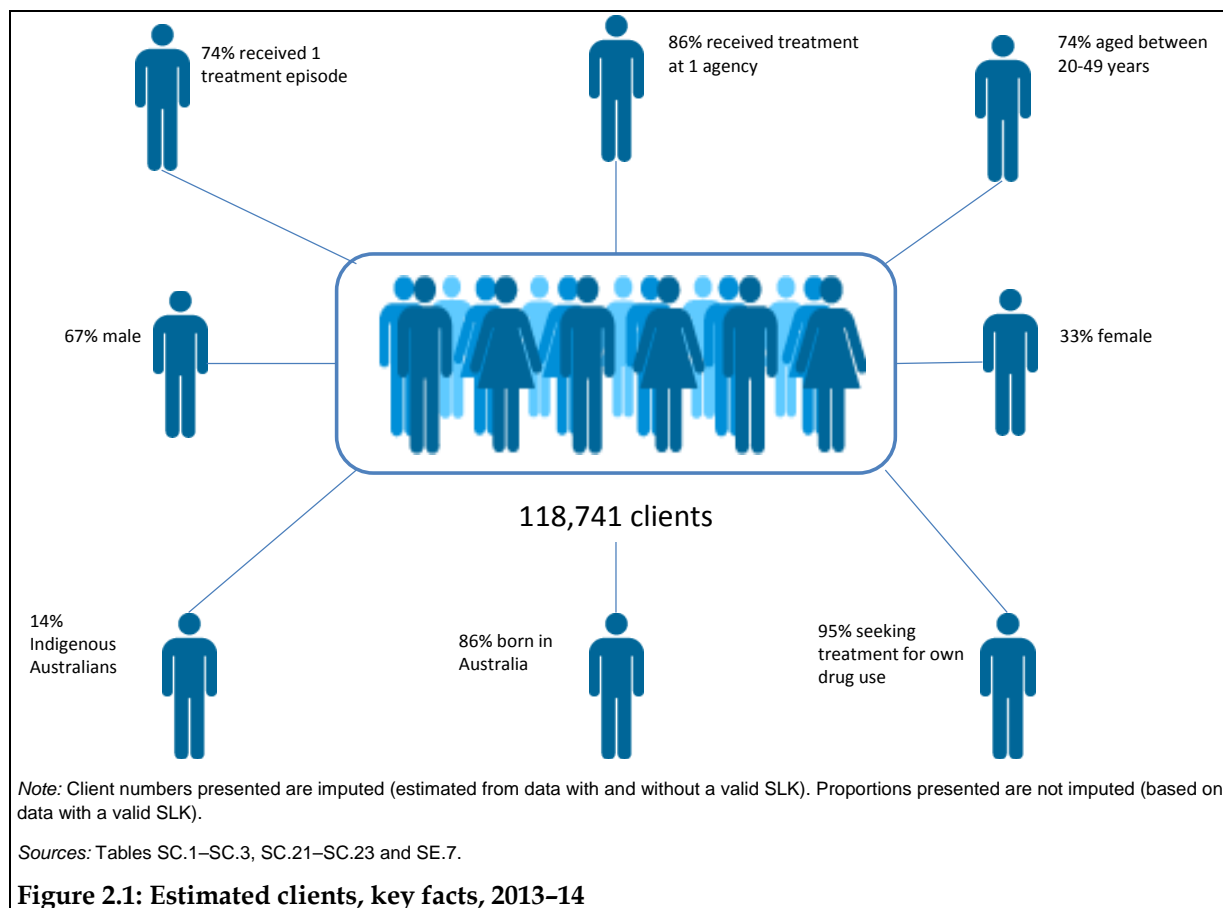 74% received 1
treatment episode
86% received treatment
at 1 agency
74% aged between
20-49 years
67% male
33% female
118,741 clients
14%
Indigenous
Australians
86% born in
Australia
95% seeking
treatment for own
drug use
Note: Client numbers presented are imputed (estimated from data with and without a valid SLK). Proportions presented are not imputed (based on
data with a valid SLK).
Sources: Tables SC.1–SC.3, SC.21–SC.23 and SE.7.
Figure 2.1: Estimated clients, key facts, 2013–14